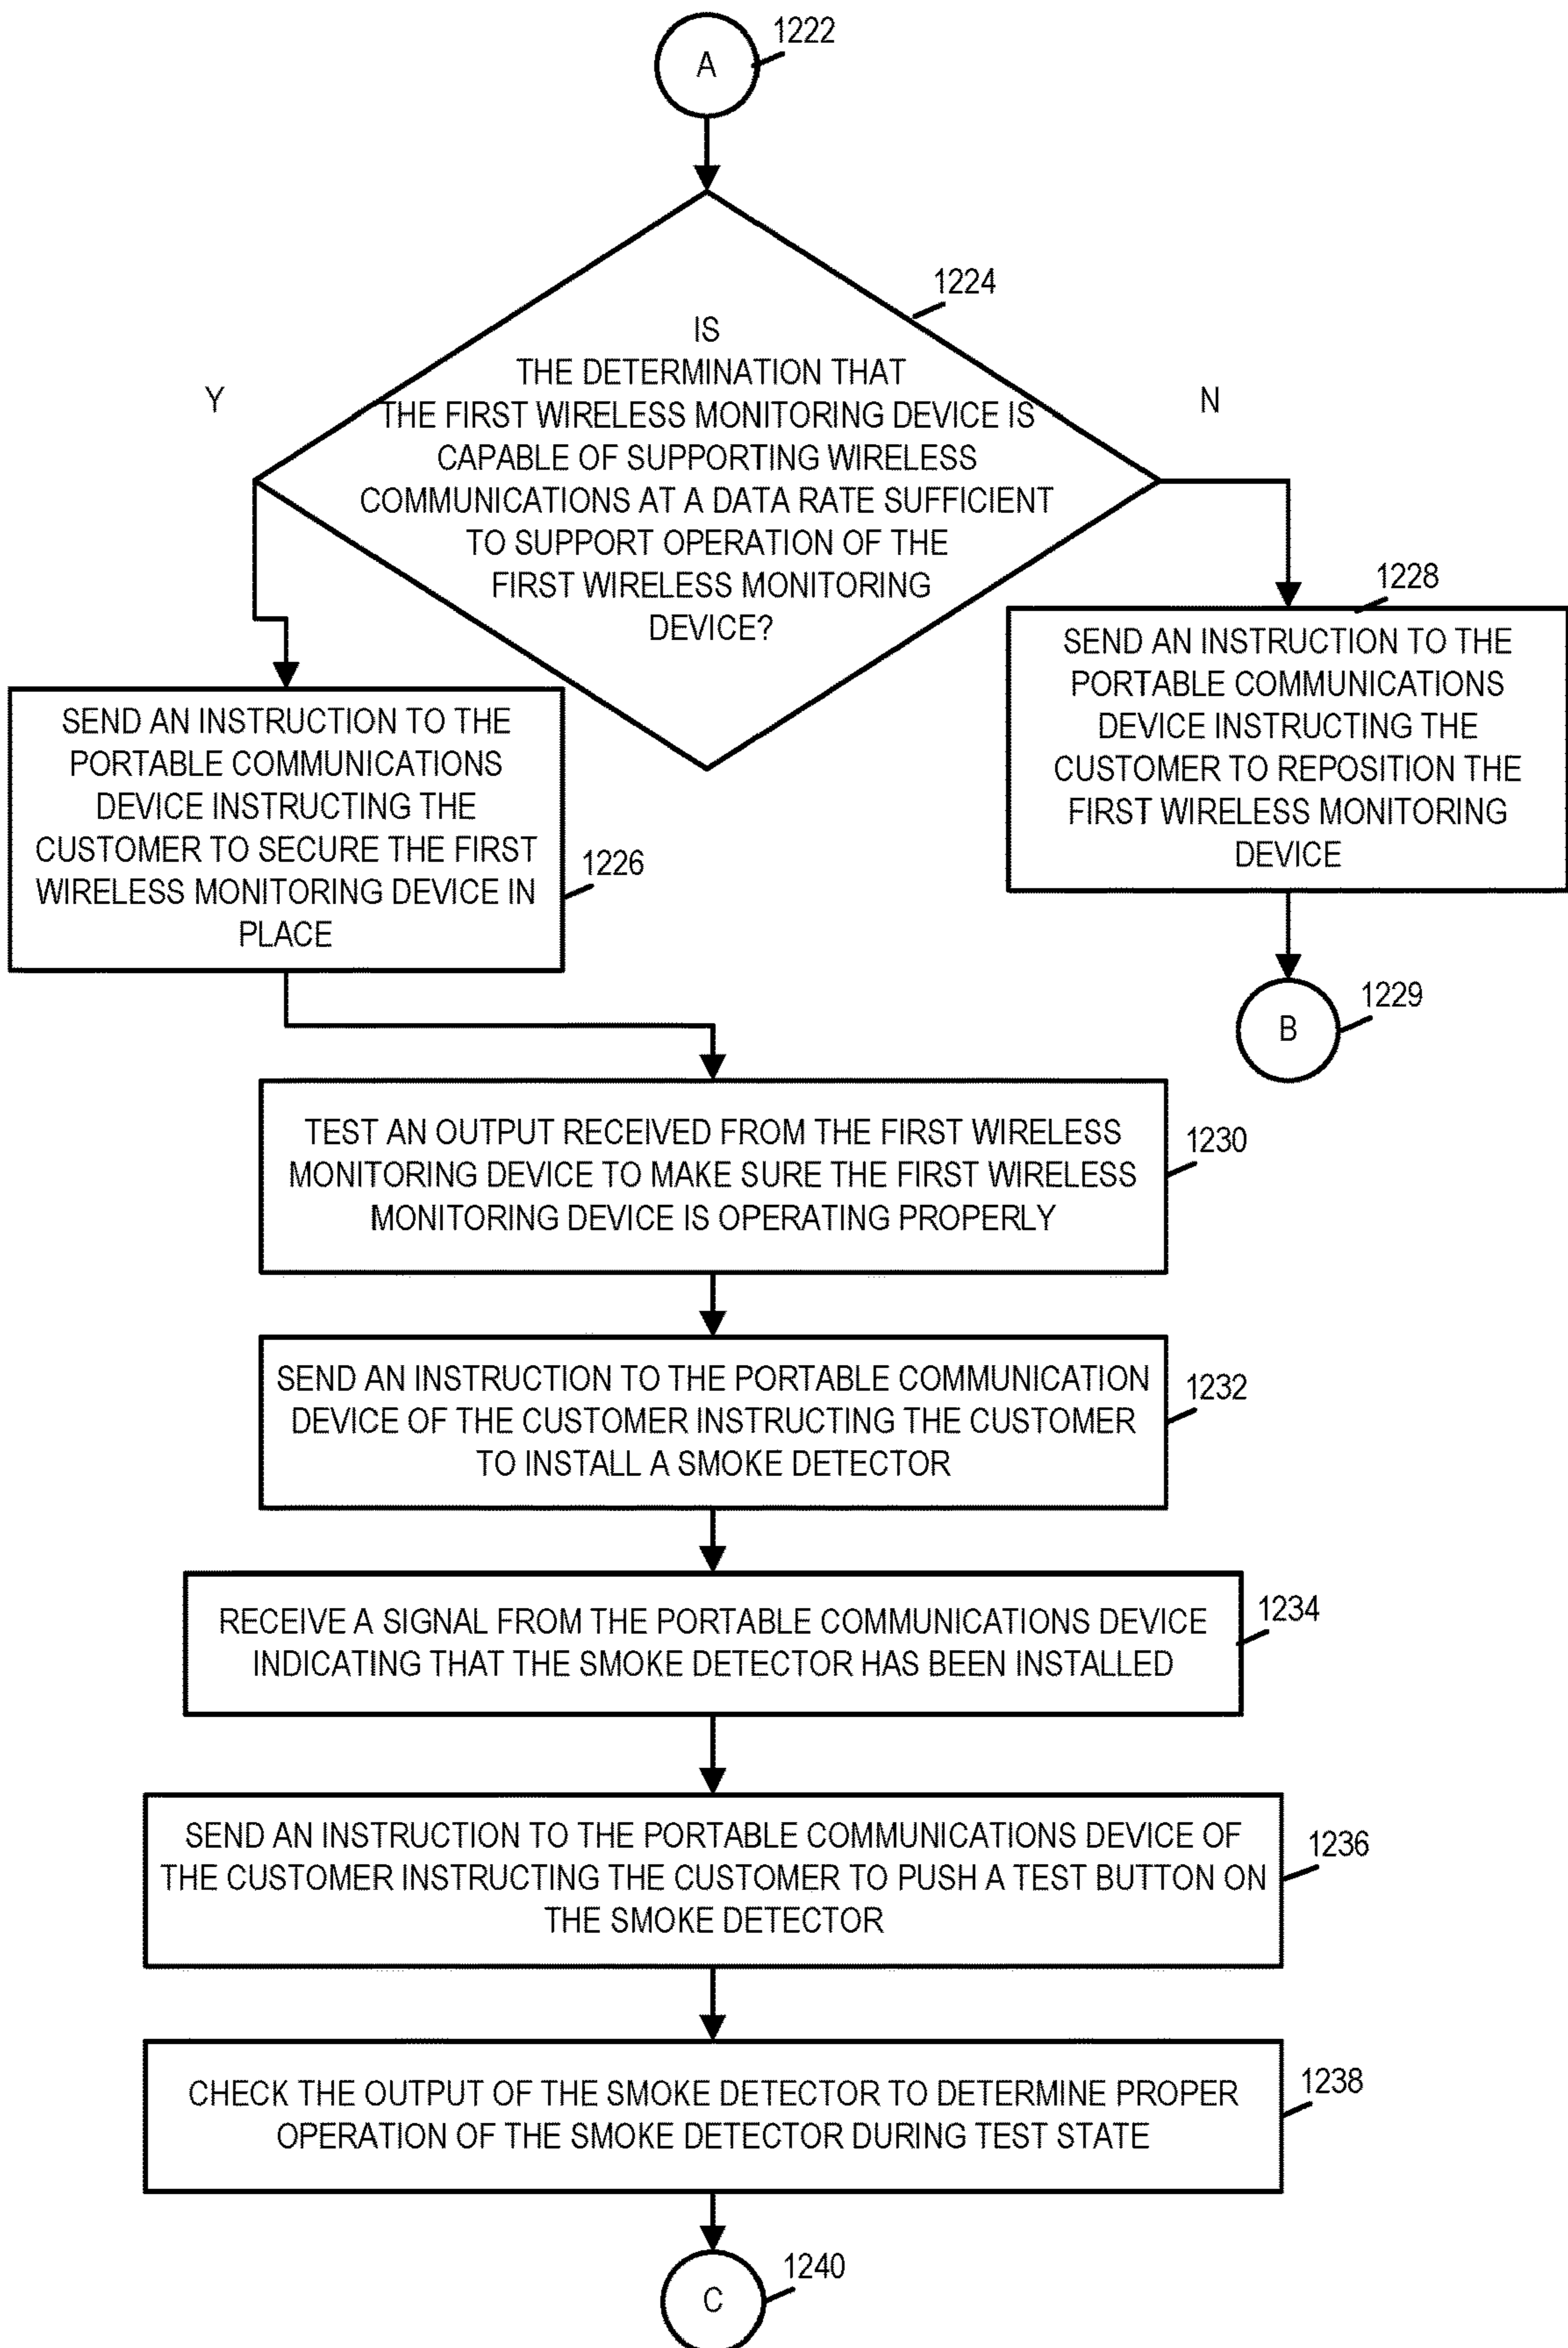 A
1222
1224
IS
THE DETERMINATION THAT
THE FIRST WIRELESS MONITORING DEVICE IS
CAPABLE OF SUPPORTING WIRELESS
COMMUNICATIONS AT A DATA RATE SUFFICIENT
TO SUPPORT OPERATION OF THE
FIRST WIRELESS MONITORING
DEVICE?
Y
N
SEND AN INSTRUCTION TO THE
PORTABLE COMMUNICATIONS
DEVICE INSTRUCTING THE
CUSTOMER TO SECURE THE FIRST
WIRELESS MONITORING DEVICE IN
PLACE
1226
1228
SEND AN INSTRUCTION TO THE
PORTABLE COMMUNICATIONS
DEVICE INSTRUCTING THE
CUSTOMER TO REPOSITION THE
FIRST WIRELESS MONITORING
DEVICE
B
1229
TEST AN OUTPUT RECEIVED FROM THE FIRST WIRELESS
MONITORING DEVICE TO MAKE SURE THE FIRST WIRELESS
MONITORING DEVICE IS OPERATING PROPERLY
1230
SEND AN INSTRUCTION TO THE PORTABLE COMMUNICATION
DEVICE OF THE CUSTOMER INSTRUCTING THE CUSTOMER
TO INSTALL A SMOKE DETECTOR
1232
RECEIVE A SIGNAL FROM THE PORTABLE COMMUNICATIONS DEVICE
INDICATING THAT THE SMOKE DETECTOR HAS BEEN INSTALLED
1234
SEND AN INSTRUCTION TO THE PORTABLE COMMUNICATIONS DEVICE OF
THE CUSTOMER INSTRUCTING THE CUSTOMER TO PUSH A TEST BUTTON ON
THE SMOKE DETECTOR
1236
CHECK THE OUTPUT OF THE SMOKE DETECTOR TO DETERMINE PROPER
OPERATION OF THE SMOKE DETECTOR DURING TEST STATE
1238
C
1240